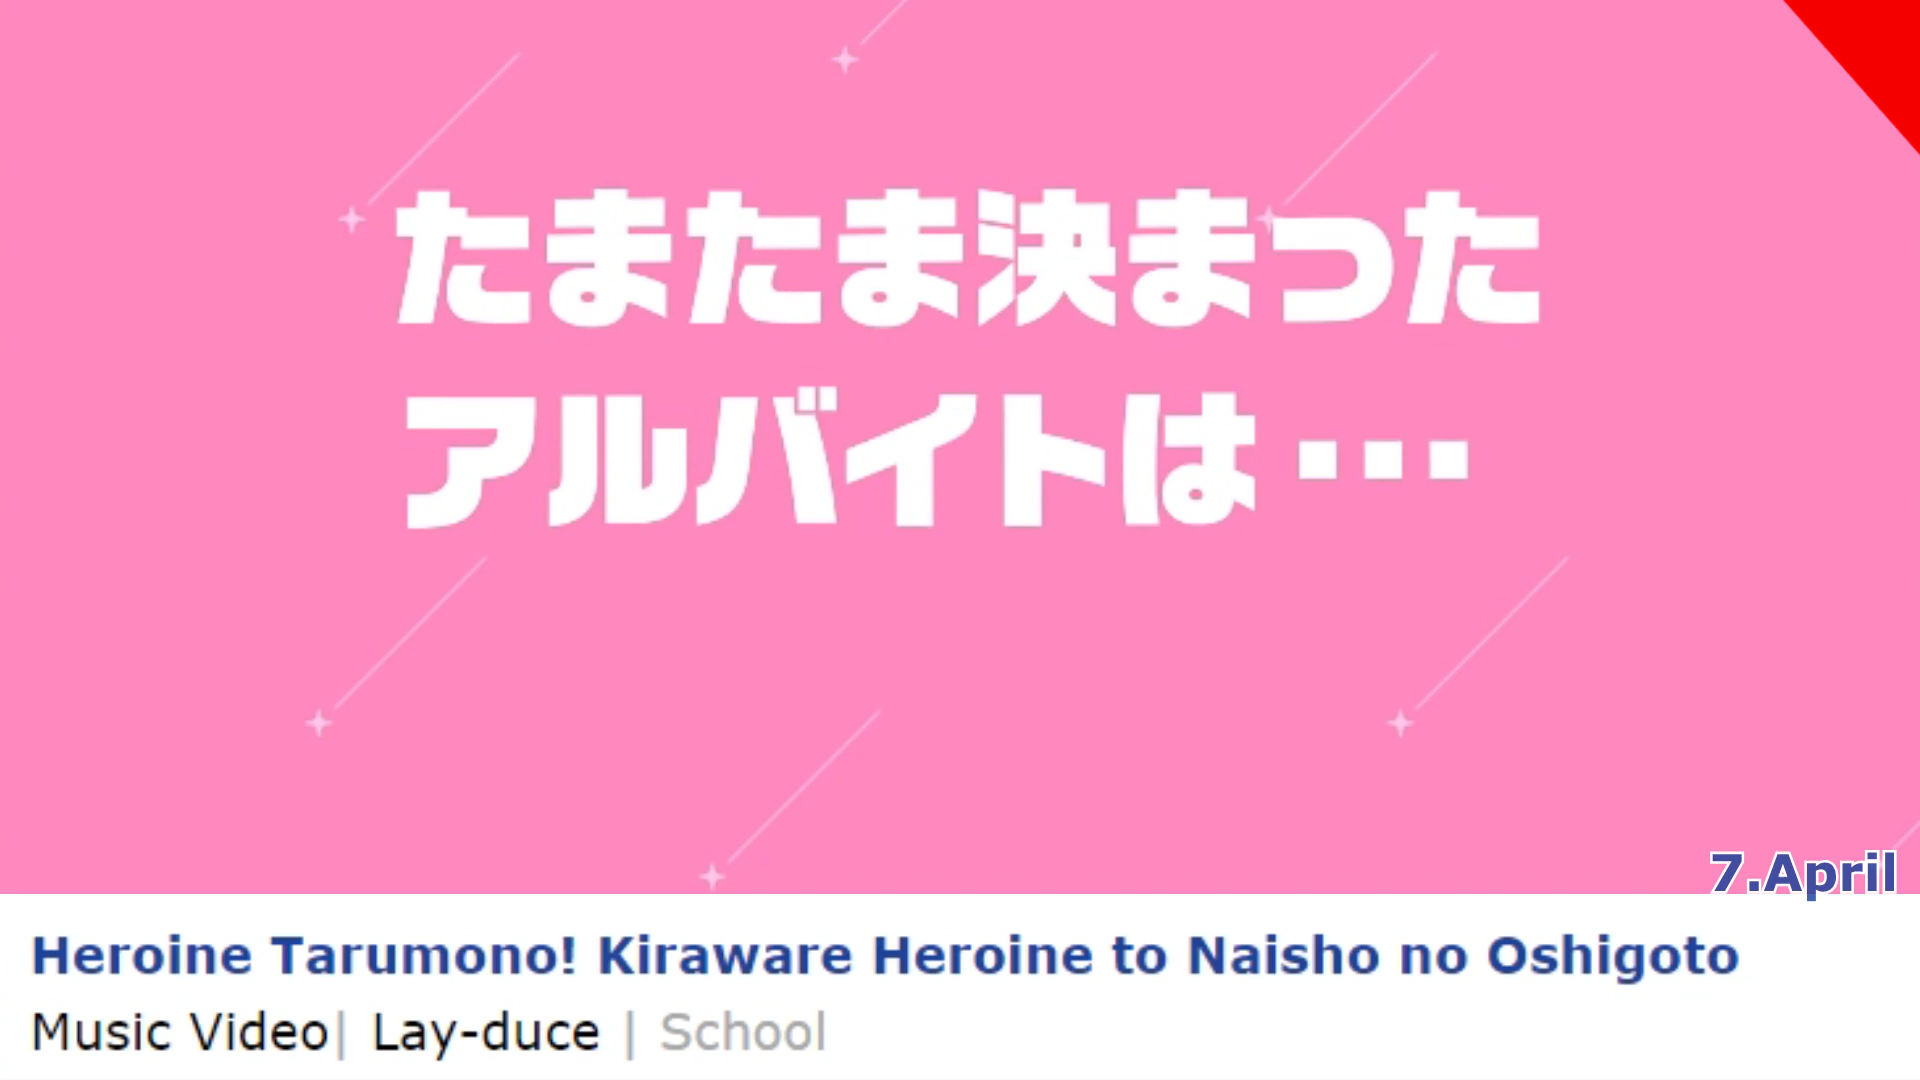 たまたま決まった
アルバイトは・・・
7.April
Heroine Tarumono! Kiraware Heroine to Naisho no Oshigoto
Music Video| Lay-duce | School